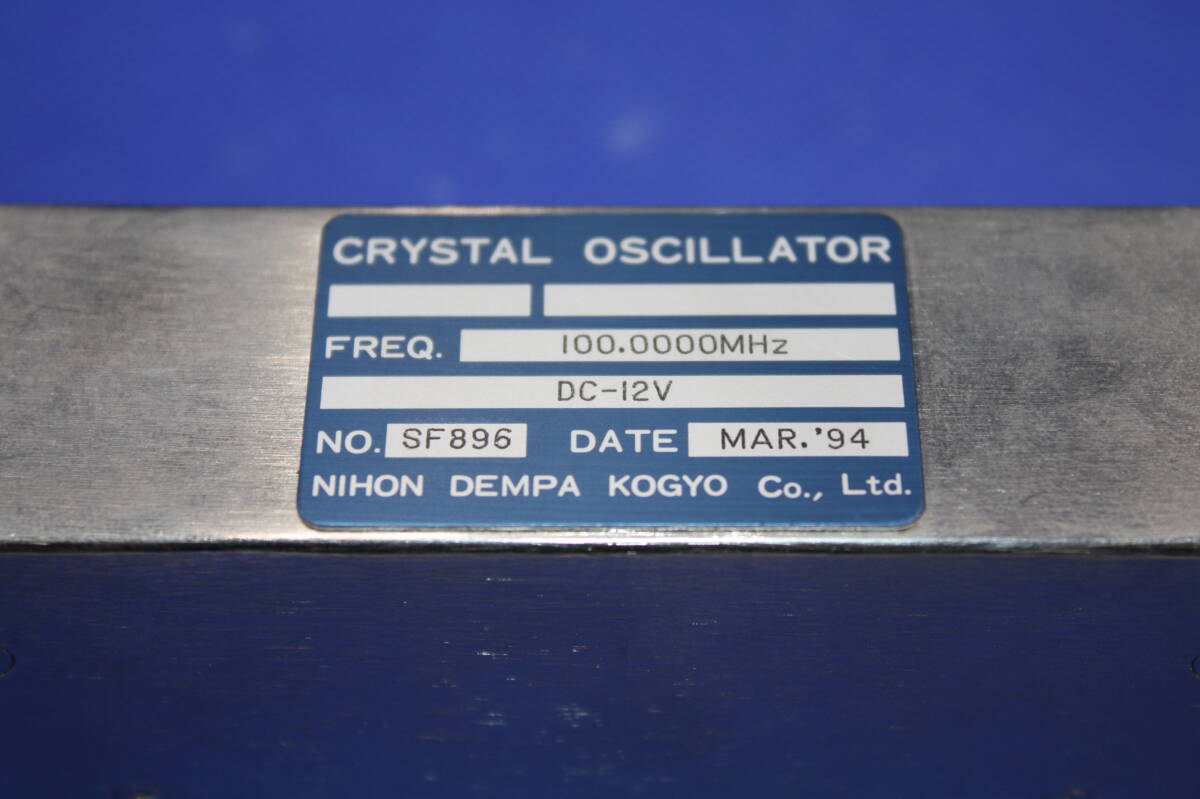 CRYSTAL OSCILLATOR
FREQ. 100.0000MHz
DC-12V
NO. SF896 DATE MAR.'94
NIHON DEMPA KOGYO Co., Ltd.